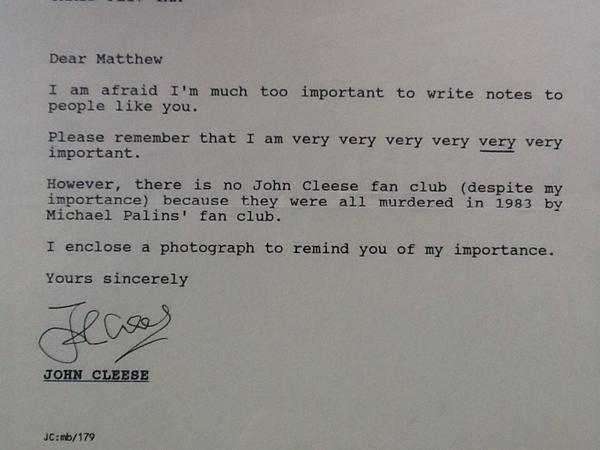 Dear Matthew
I am afraid I'm much too important to write notes to
people like you.
Please remember that I am very very very very very very
important.
However, there is no John Cleese fan club (despite my
importance) because they were all murdered in 1983 by
Michael Palins' fan club.
I enclose a photograph to remind you of my importance.
Yours sincerely
JOHN CLEESE
JC:mb/179